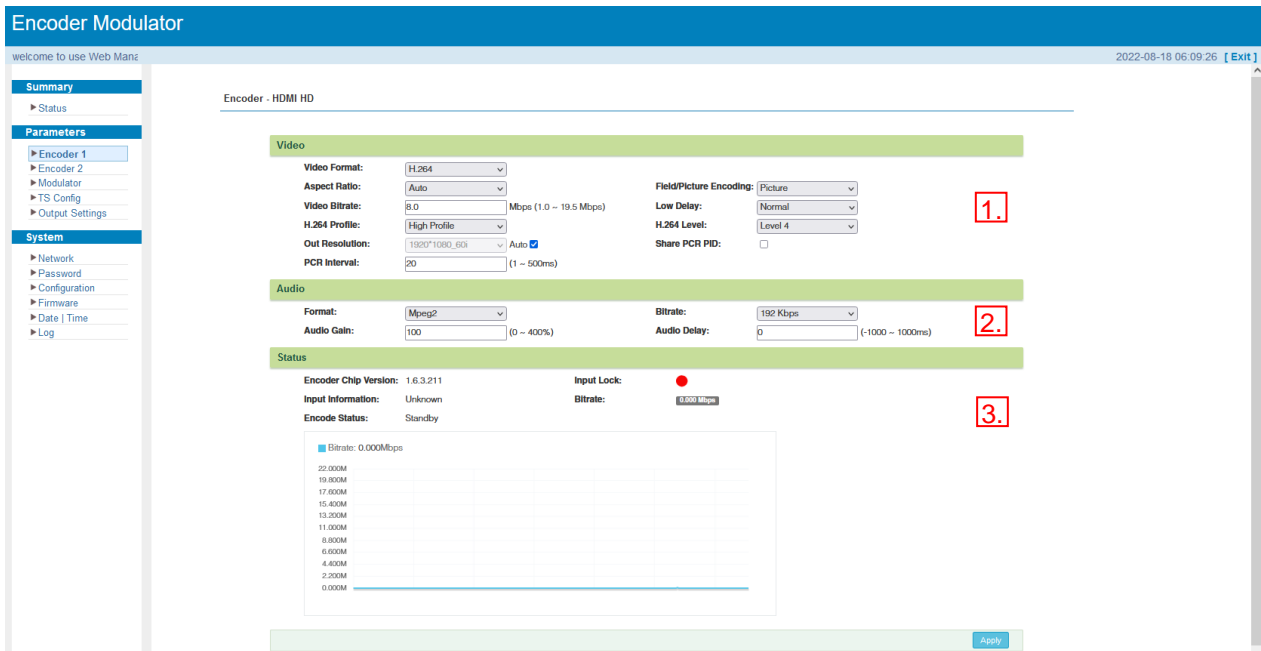 Encoder Modulator
welcome to use Web Mana
2022-08-18 06:09:26 [ Exit ]
Summary
Status
Parameters
Encoder 1
Encoder 2
Modulator
TS Config
Output Settings
System
Network
Password
Configuration
Firmware
Date | Time
Log
Encoder - HDMI HD
Video
Video Format: H.264
Aspect Ratio: Auto Field/Picture Encoding: Picture
Video Bitrate: 8.0 Mbps (1.0 ~ 19.5 Mbps) Low Delay: Normal
H.264 Profile: High Profile H.264 Level: Level 4
Out Resolution: 1920*1080_60i Auto Share PCR PID:
PCR Interval: 20 (1 ~ 500ms)
1.
Audio
Format: Mpeg2 Bitrate: 192 Kbps
Audio Gain: 100 (0 ~ 400%) Audio Delay: 0 (-1000 ~ 1000ms)
2.
Status
Encoder Chip Version: 1.6.3.211 Input Lock:
Input Information: Unknown Bitrate: 0.000 Mbps
Encode Status: Standby
3.
Bitrate: 0.000Mbps
22.000M
19.800M
17.600M
15.400M
13.200M
11.000M
8.800M
6.600M
4.400M
2.200M
0.000M
Apply